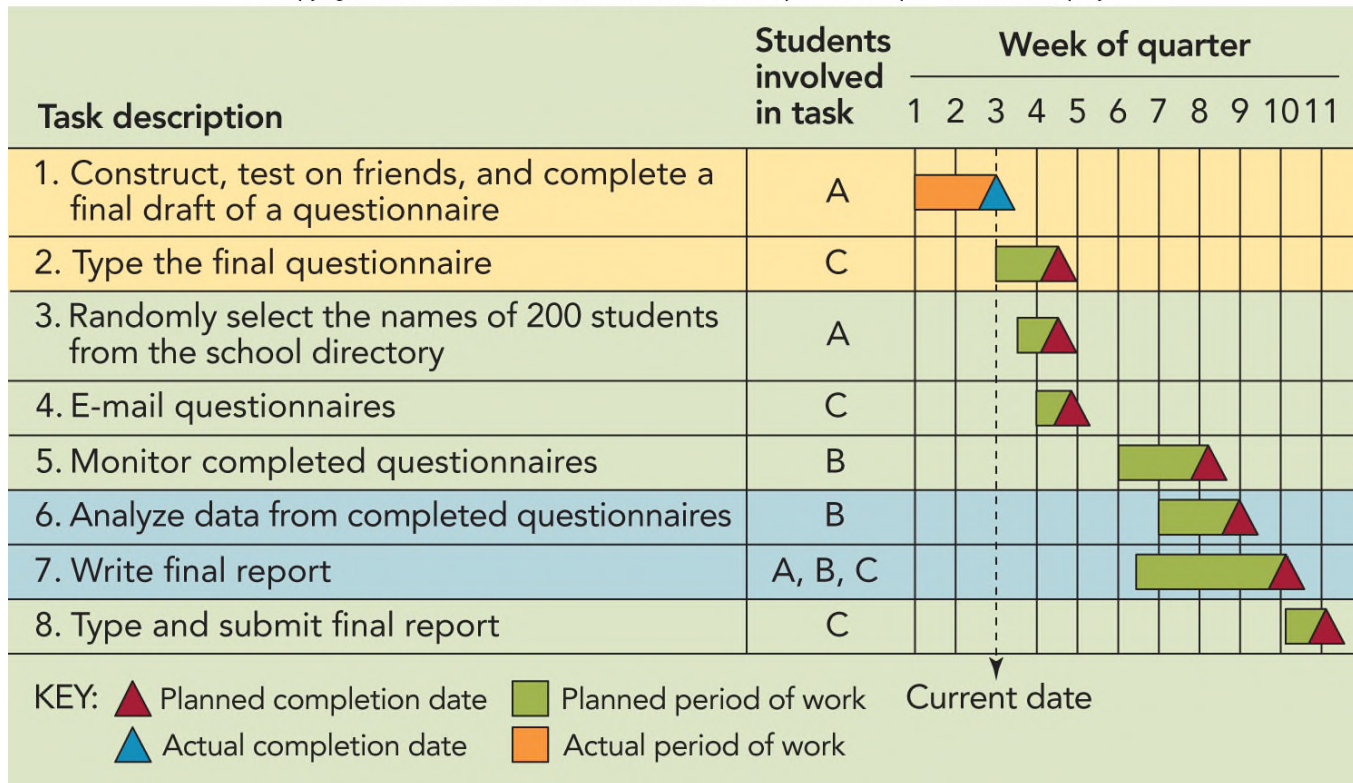 Students
involved
in task
Week of quarter
Task description
1 2 3 4 5 6 7 8 9 10 11
1. Construct, test on friends, and complete a
final draft of a questionnaire
A
2. Type the final questionnaire
C
3. Randomly select the names of 200 students
from the school directory
A
4. E-mail questionnaires
C
5. Monitor completed questionnaires
B
6. Analyze data from completed questionnaires
B
7. Write final report
A, B, C
8. Type and submit final report
C
KEY:
Planned completion date
Planned period of work
Current date
Actual completion date
Actual period of work